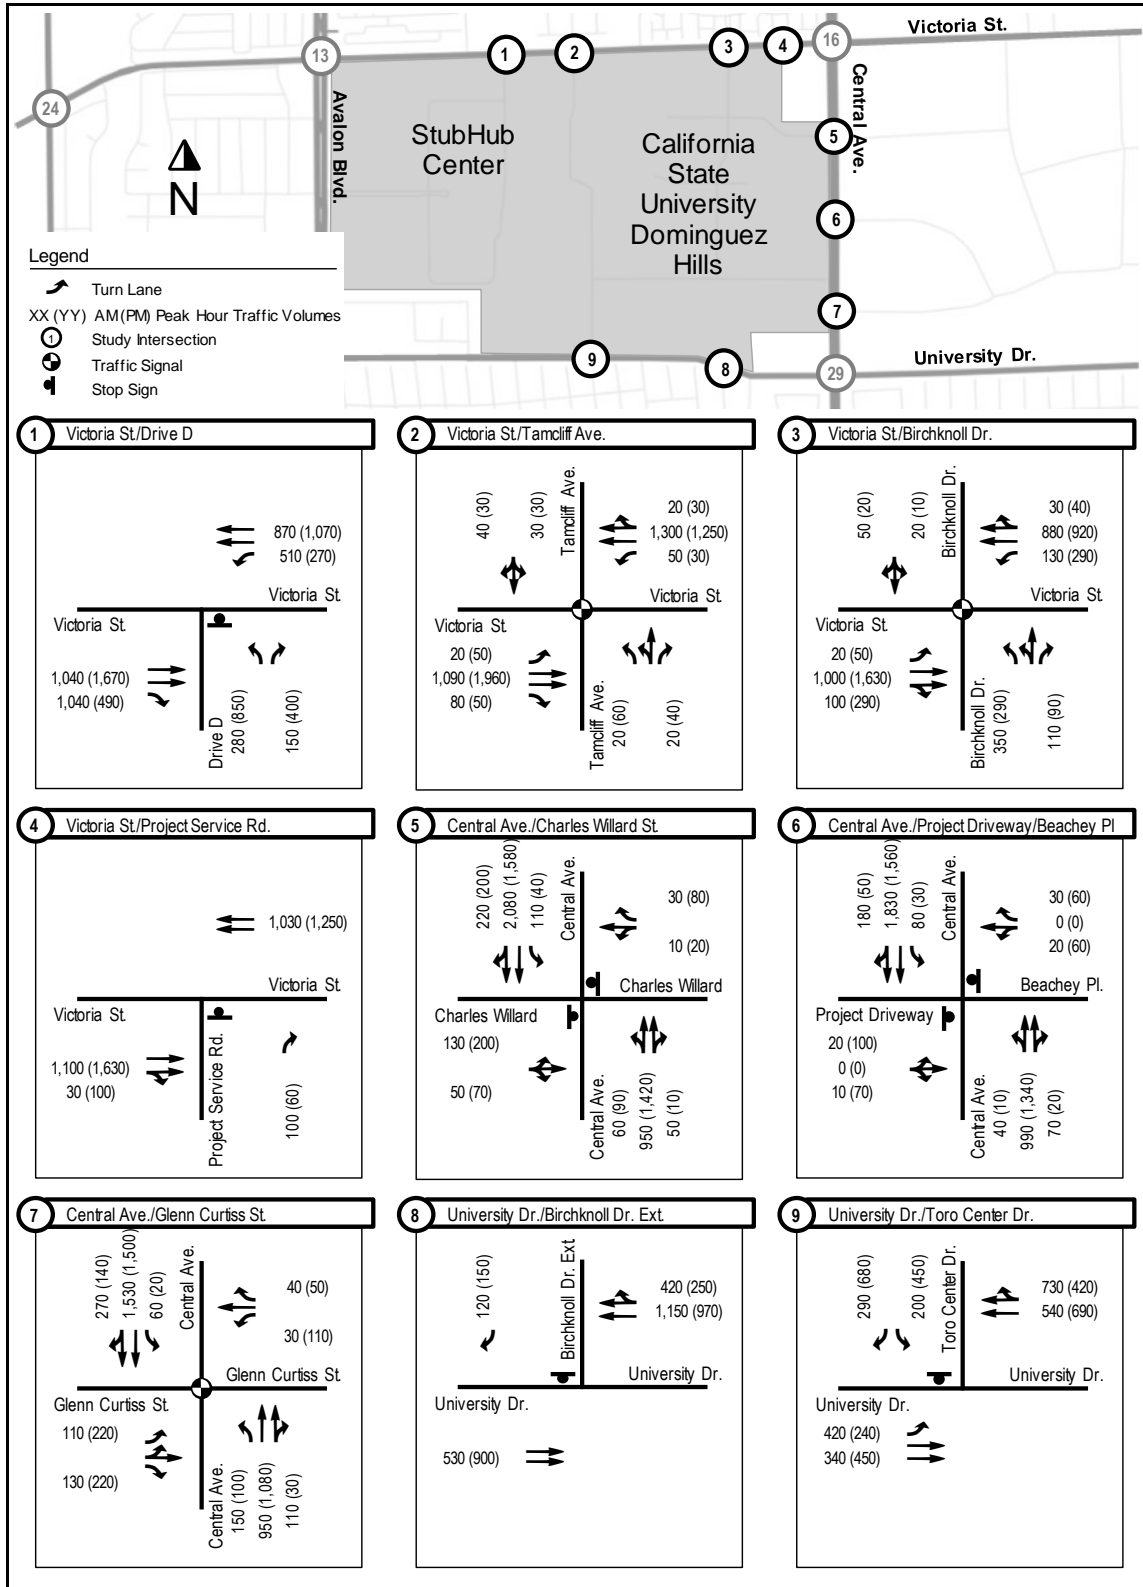 Victoria St.
13
1
2
3
4
16
24
Avalon Blvd.
StubHub
Center
California
State
University
Dominguez
Hills
Central Ave.
5
6
7
N
Legend
Turn Lane
XX (YY) AM(PM) Peak Hour Traffic Volumes
1 Study Intersection
Traffic Signal
Stop Sign
9
8
29
University Dr.
1 Victoria St./Drive D
870 (1,070)
510 (270)
Victoria St.
Victoria St.
1,040 (1,670)
1,040 (490)
Drive D
280 (850)
150 (400)
2 Victoria St./Tamcliff Ave.
40 (30)
30 (30)
Tamcliff Ave.
20 (30)
1,300 (1,250)
50 (30)
Victoria St.
Victoria St.
20 (50)
1,090 (1,960)
80 (50)
Tamcliff Ave.
20 (60)
20 (40)
3 Victoria St./Birchknoll Dr.
50 (20)
20 (10)
Birchknoll Dr.
30 (40)
880 (920)
130 (290)
Victoria St.
Victoria St.
20 (50)
1,000 (1,630)
100 (290)
Birchknoll Dr.
350 (290)
110 (90)
4 Victoria St./Project Service Rd.
1,030 (1,250)
Victoria St.
Victoria St.
1,100 (1,630)
30 (100)
Project Service Rd.
100 (60)
5 Central Ave./Charles Willard St.
220 (200)
2,080 (1,580)
110 (40)
Central Ave.
30 (80)
10 (20)
Charles Willard
Charles Willard
130 (200)
50 (70)
Central Ave.
60 (90)
950 (1,420)
50 (10)
6 Central Ave./Project Driveway/Beachey Pl
180 (50)
1,830 (1,560)
80 (30)
Central Ave.
30 (60)
0 (0)
20 (60)
Beachey Pl.
Project Driveway
20 (100)
0 (0)
10 (70)
Central Ave.
40 (10)
990 (1,340)
70 (20)
7 Central Ave./Glenn Curtiss St.
270 (140)
1,530 (1,500)
60 (20)
Central Ave.
40 (50)
30 (110)
Glenn Curtiss St.
Glenn Curtiss St.
110 (220)
130 (220)
Central Ave.
150 (100)
950 (1,080)
110 (30)
8 University Dr./Birchknoll Dr. Ext.
120 (150)
Birchknoll Dr. Ext.
420 (250)
1,150 (970)
University Dr.
University Dr.
530 (900)
9 University Dr./Toro Center Dr.
290 (680)
200 (450)
Toro Center Dr.
730 (420)
540 (690)
University Dr.
University Dr.
420 (240)
340 (450)